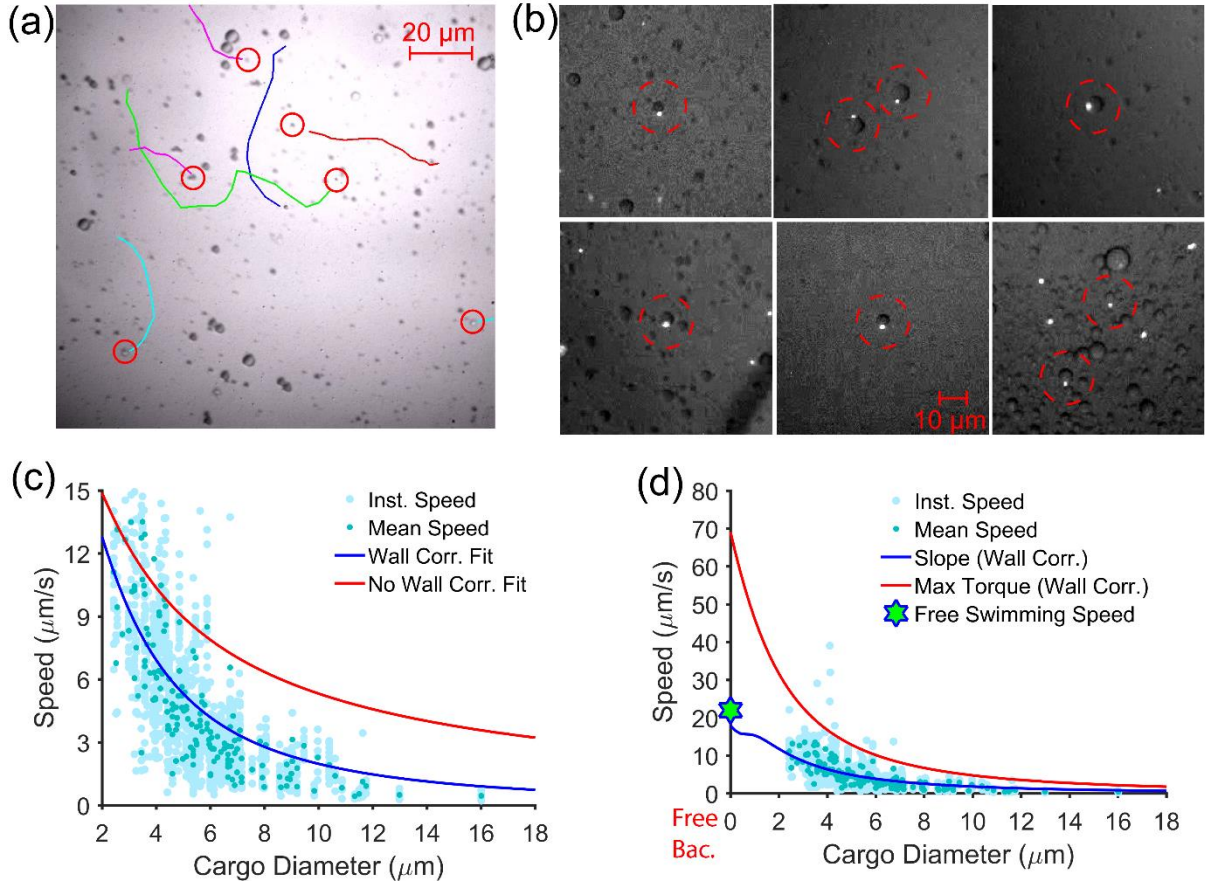 (a)
20 μm
(b)
10 μm
(c)
15
12
9
6
3
0
Speed (μm/s)
Inst. Speed
Mean Speed
Wall Corr. Fit
No Wall Corr. Fit
2 4 6 8 10 12 14 16 18
Cargo Diameter (μm)
(d)
80
70
60
50
40
30
20
10
0
Speed (μm/s)
Inst. Speed
Mean Speed
Slope (Wall Corr.)
Max Torque (Wall Corr.)
Free Swimming Speed
0 2 4 6 8 10 12 14 16 18
Free
Bac.
Cargo Diameter (μm)